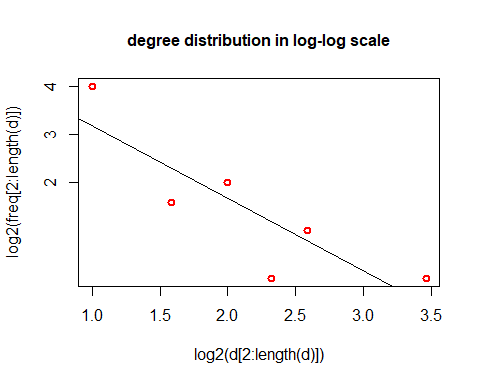 degree distribution in log-log scale
log2(freq[2:length(d)])
4
3
2
1.0 1.5 2.0 2.5 3.0 3.5
log2(d[2:length(d)])